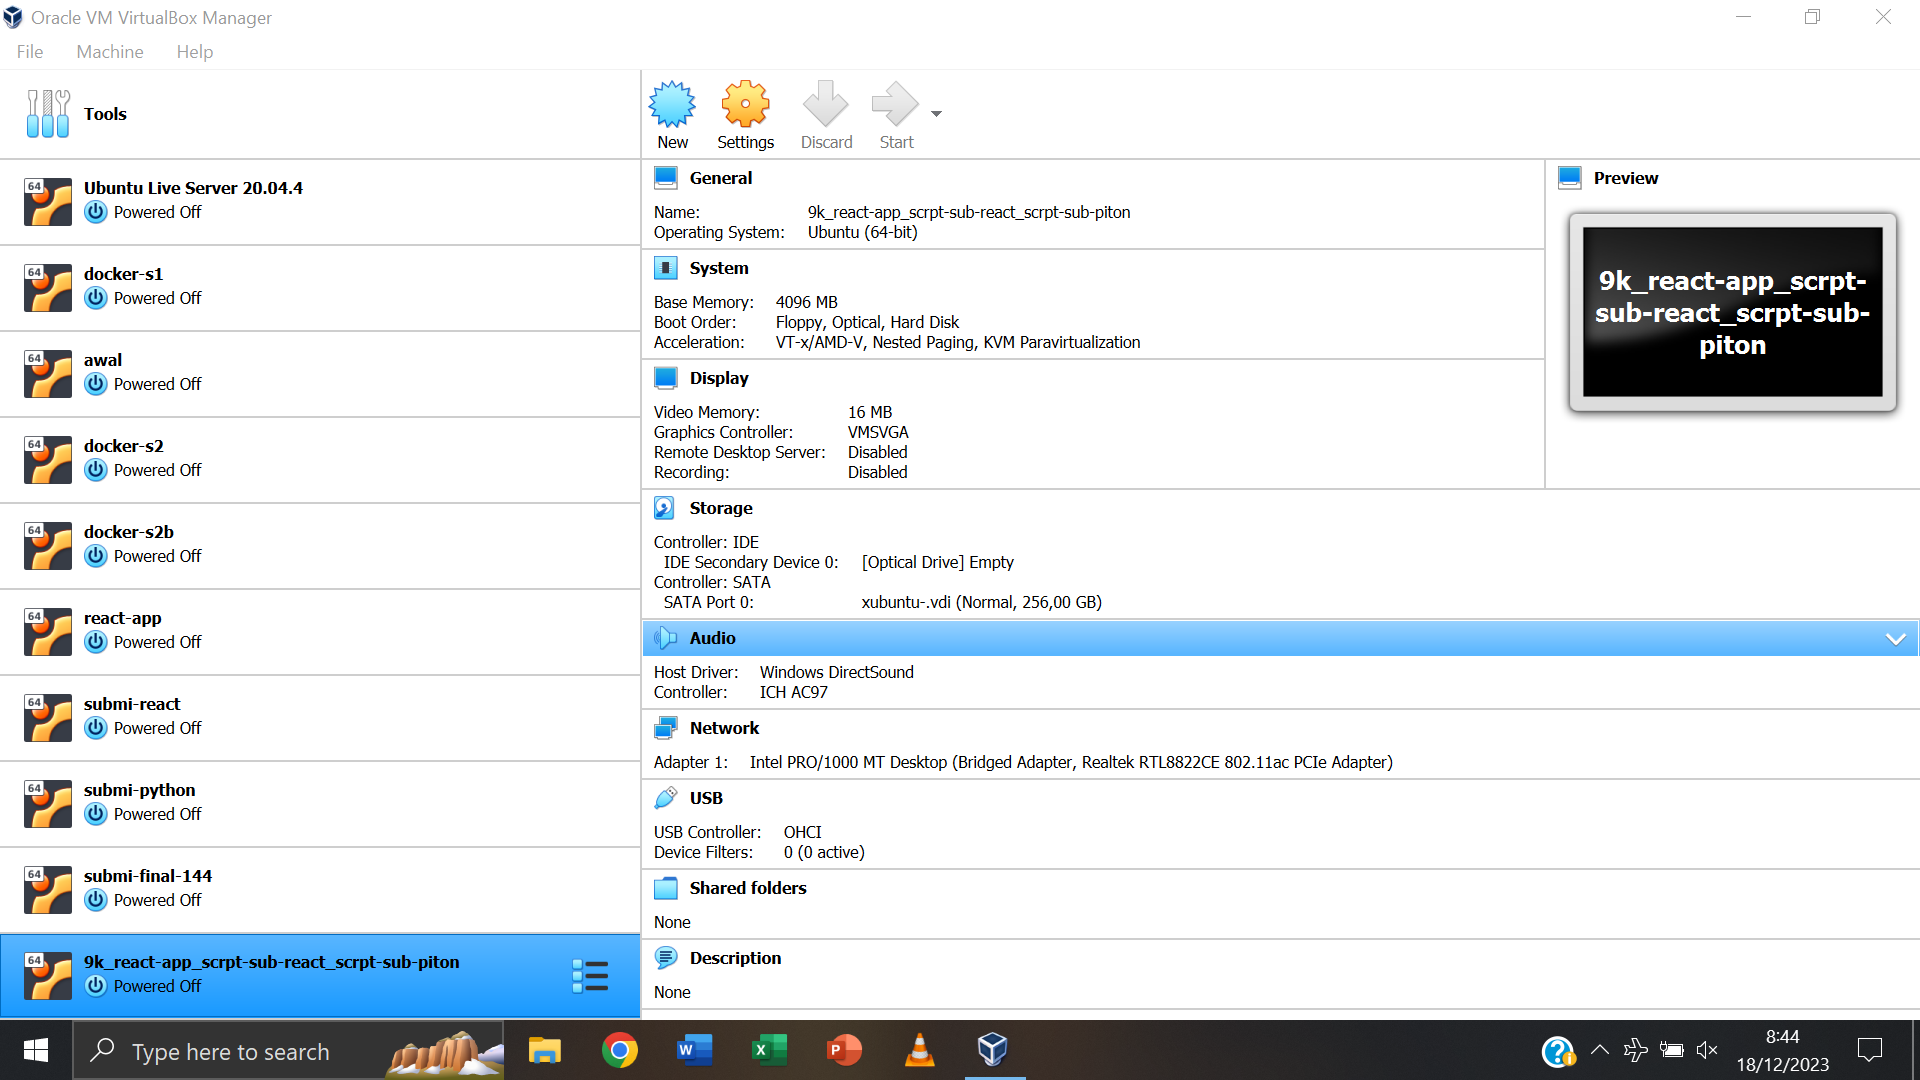 Oracle VM VirtualBox Manager
File Machine Help
Tools
New Settings Discard Start
64 Ubuntu Live Server 20.04.4
Powered Off
64 docker-s1
Powered Off
64 awal
Powered Off
64 docker-s2
Powered Off
64 docker-s2b
Powered Off
64 react-app
Powered Off
64 submi-react
Powered Off
64 submi-python
Powered Off
64 submi-final-144
Powered Off
64 9k_react-app_scrpt-sub-react_scrpt-sub-piton
Powered Off
General
Name: 9k_react-app_scrpt-sub-react_scrpt-sub-piton
Operating System: Ubuntu (64-bit)
System
Base Memory: 4096 MB
Boot Order: Floppy, Optical, Hard Disk
Acceleration: VT-x/AMD-V, Nested Paging, KVM Paravirtualization
Display
Video Memory: 16 MB
Graphics Controller: VMSVGA
Remote Desktop Server: Disabled
Recording: Disabled
Preview
9k_react-app_scrpt-
sub-react_scrpt-sub-
piton
Storage
Controller: IDE
IDE Secondary Device 0: [Optical Drive] Empty
Controller: SATA
SATA Port 0: xubuntu-.vdi (Normal, 256,00 GB)
Audio
Host Driver: Windows DirectSound
Controller: ICH AC97
Network
Adapter 1: Intel PRO/1000 MT Desktop (Bridged Adapter, Realtek RTL8822CE 802.11ac PCIe Adapter)
USB
USB Controller: OHCI
Device Filters: 0 (0 active)
Shared folders
None
Description
None
Type here to search
W
X
P
8:44
18/12/2023